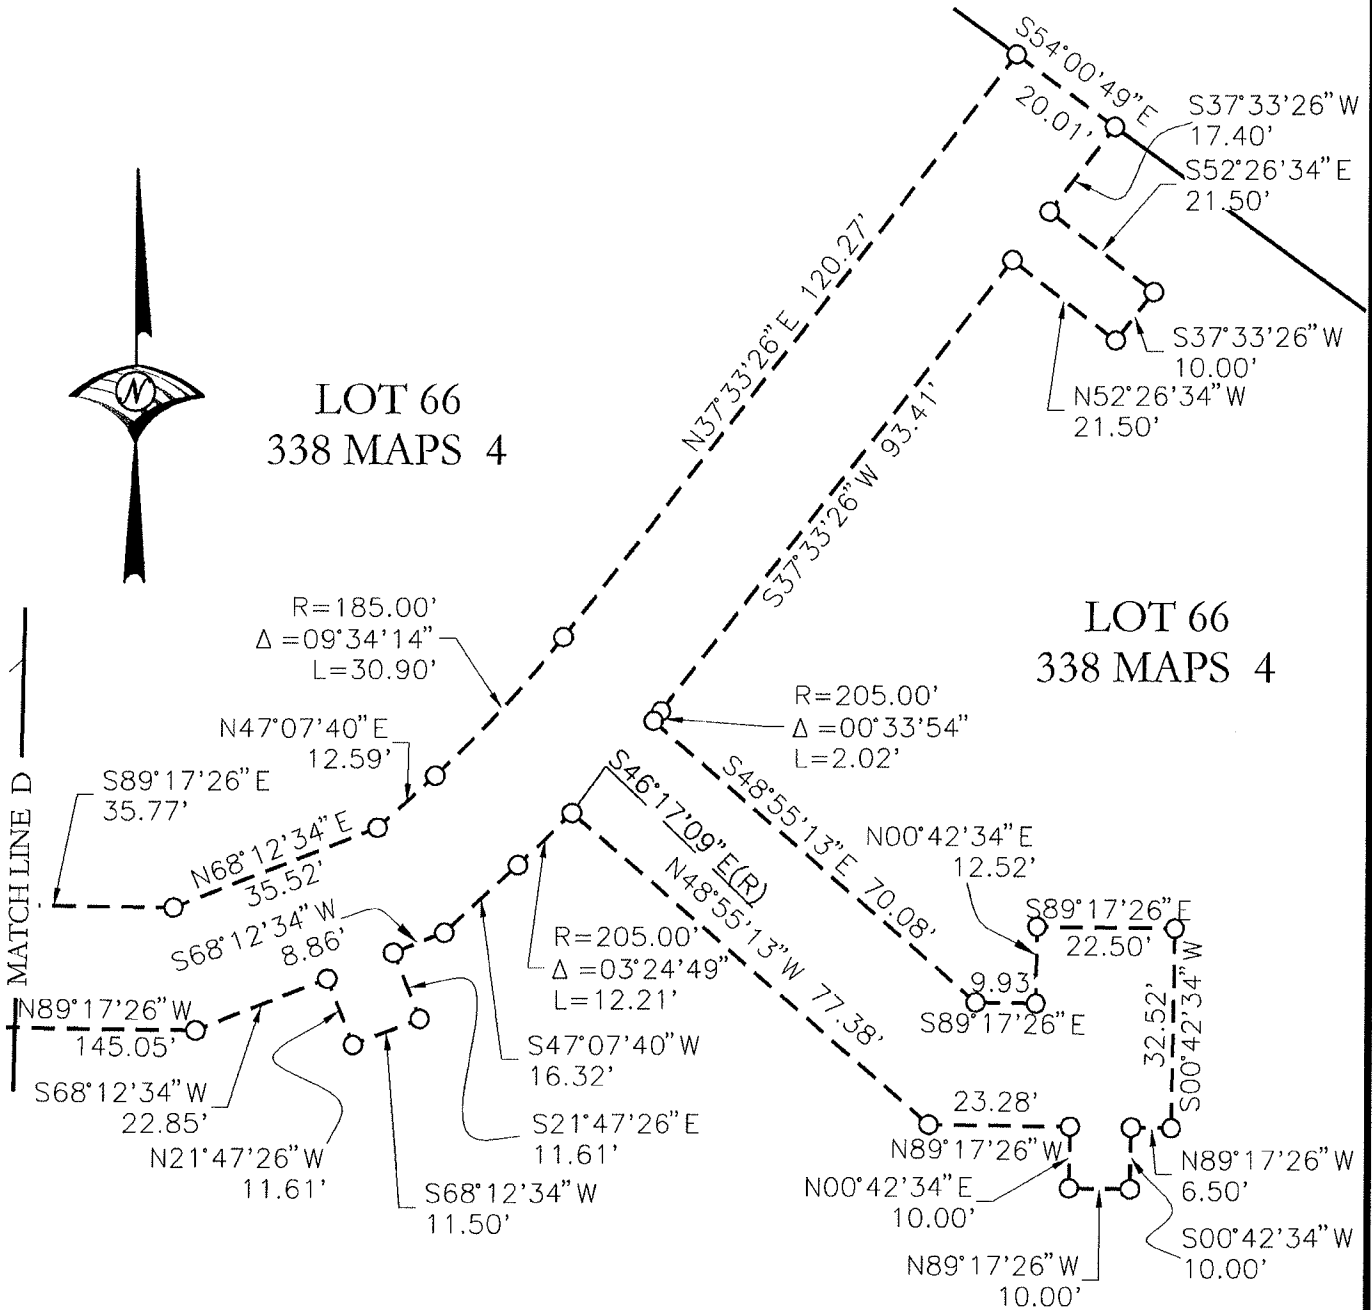 S54°00'49"E
20.01'
S37°33'26"W
17.40'
S52°26'34"E
21.50'
N37°33'26"E 120.27'
S37°33'26"W
10.00'
N52°26'34"W
21.50'
N
LOT 66
338 MAPS 4
S37°33'26"W 93.41'
R=185.00'
Δ=09°34'14"
L=30.90'
LOT 66
338 MAPS 4
N47°07'40"E
12.59'
R=205.00'
Δ=00°33'54"
L=2.02'
S89°17'26"E
35.77'
MATCHLINE D
N68°12'34"E
35.52'
S46°17'09"E(R)
S48°55'13"E 70.08'
N48°55'13"W 77.38'
N00°42'34"E
12.52'
S89°17'26"E
22.50'
S68°12'34"W
8.86'
R=205.00'
Δ=03°24'49"
L=12.21'
9.93'
S89°17'26"E
32.52'
S00°42'34"W
N89°17'26"W
145.05'
S47°07'40"W
16.32'
S68°12'34"W
22.85'
23.28'
N89°17'26"W
S21°47'26"E
11.61'
N21°47'26"W
11.61'
N89°17'26"W
6.50'
S68°12'34"W
11.50'
N00°42'34"E
10.00'
S00°42'34"W
10.00'
N89°17'26"W
10.00'